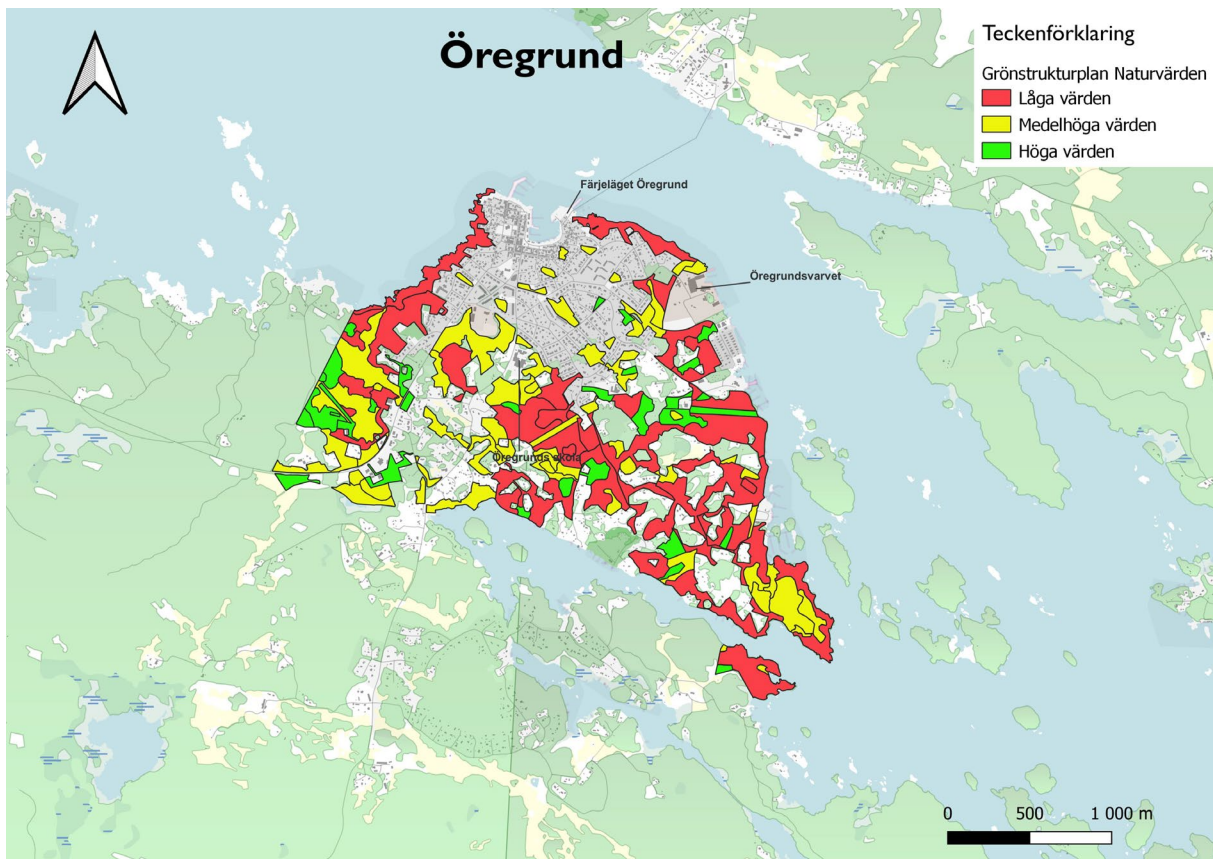 Öregrund
Teckenförklaring
Grönstrukturplan Naturvärden
Låga värden
Medelhöga värden
Höga värden
Färjeläget Öregrund
Öregrundsvarvet
Öregrunds skola
0 500 1 000 m